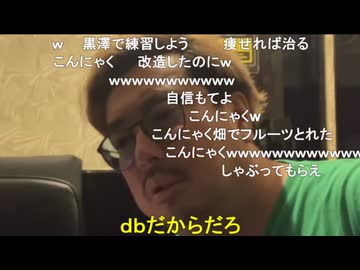 w 黒澤で練習しよう 痩せれば治る
こんにゃく 改造したのにw
wwwwwwwwwww
自信もてよ
こんにゃくw
こんにゃく畑でフルーツとれた
こんにゃくwwwwwwwwwwwww
しゃぶってもらえ
dbだからだろ